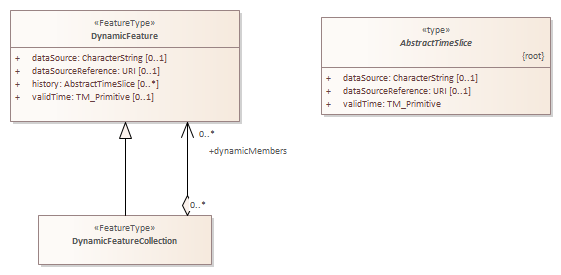 «FeatureType»
DynamicFeature
+ dataSource: CharacterString [0..1]
+ dataSourceReference: URI [0..1]
+ history: AbstractTimeSlice [0..*]
+ validTime: TM_Primitive [0..1]
«type»
AbstractTimeSlice
{root}
+ dataSource: CharacterString [0..1]
+ dataSourceReference: URI [0..1]
+ validTime: TM_Primitive
0..*
+dynamicMembers
0..*
«FeatureType»
DynamicFeatureCollection